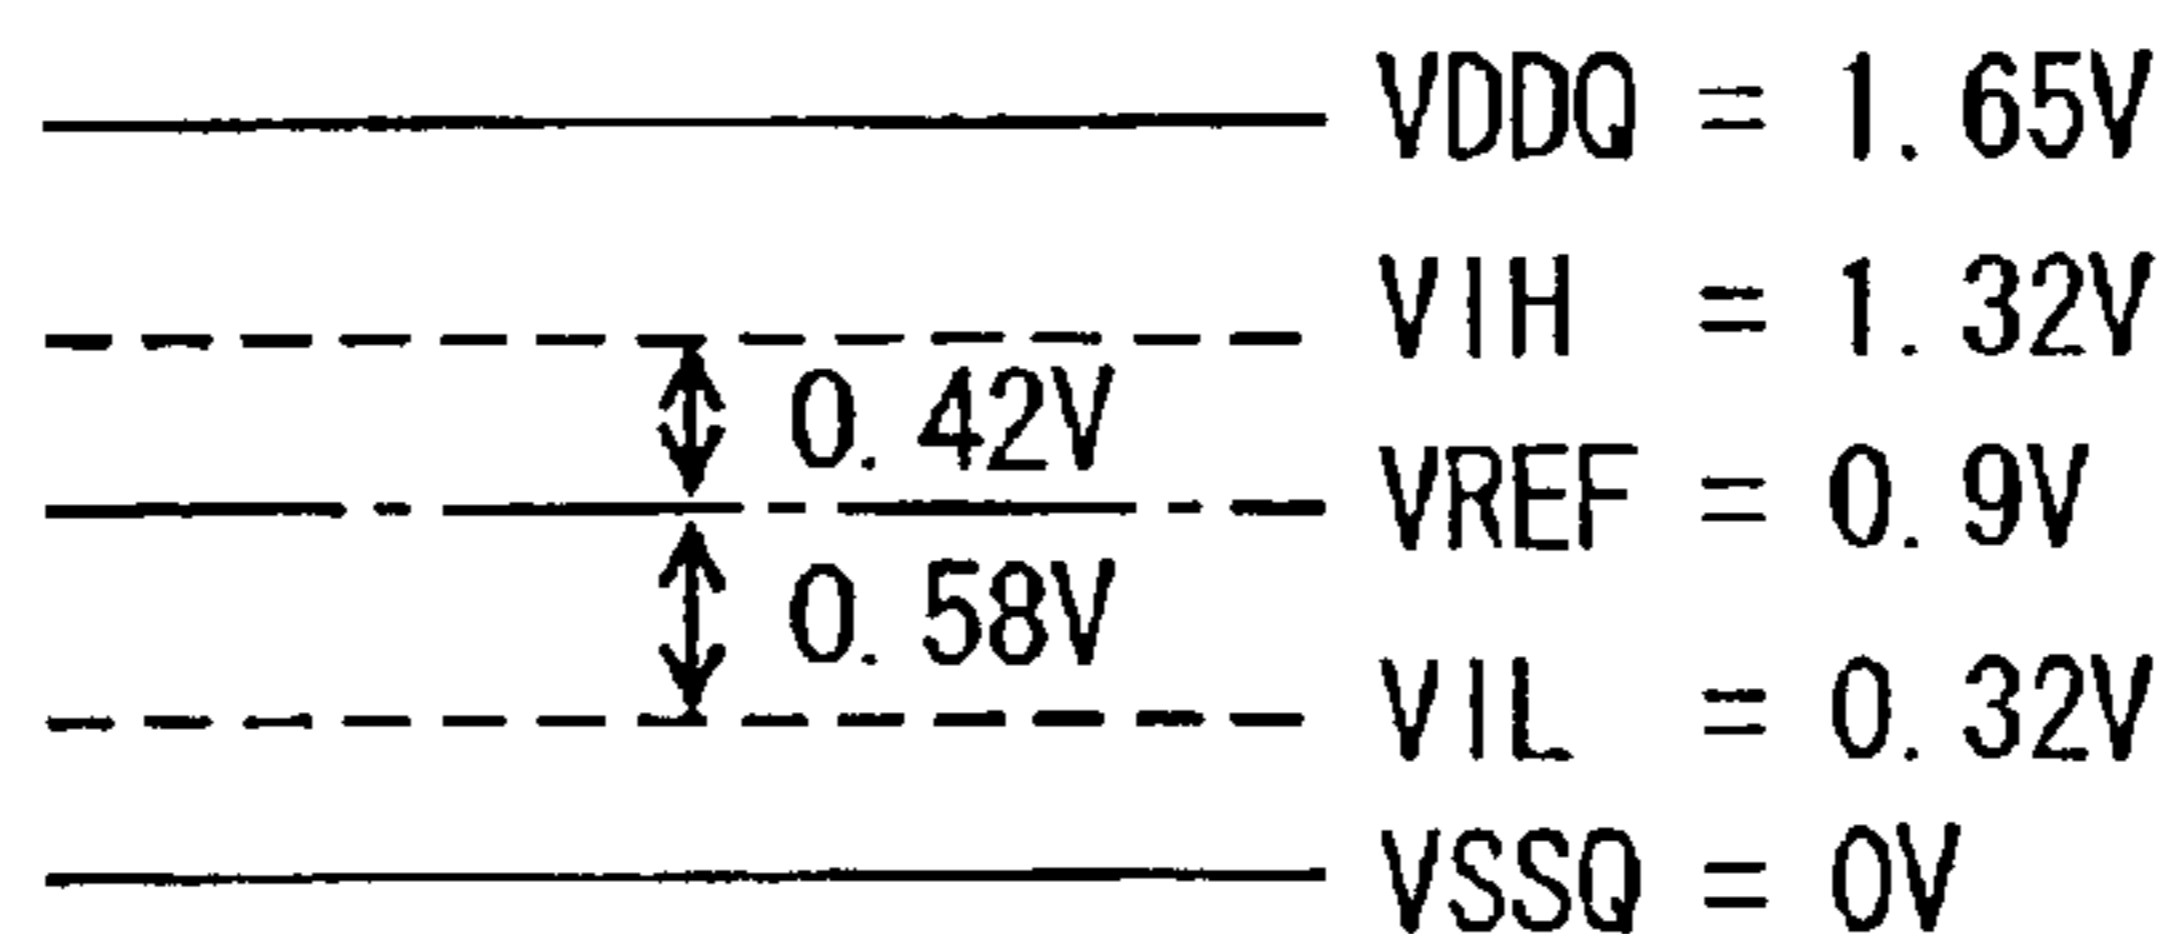 VDDQ = 1.65V
VIH = 1.32V
0.42V
VREF = 0.9V
0.58V
VIL = 0.32V
VSSQ = 0V